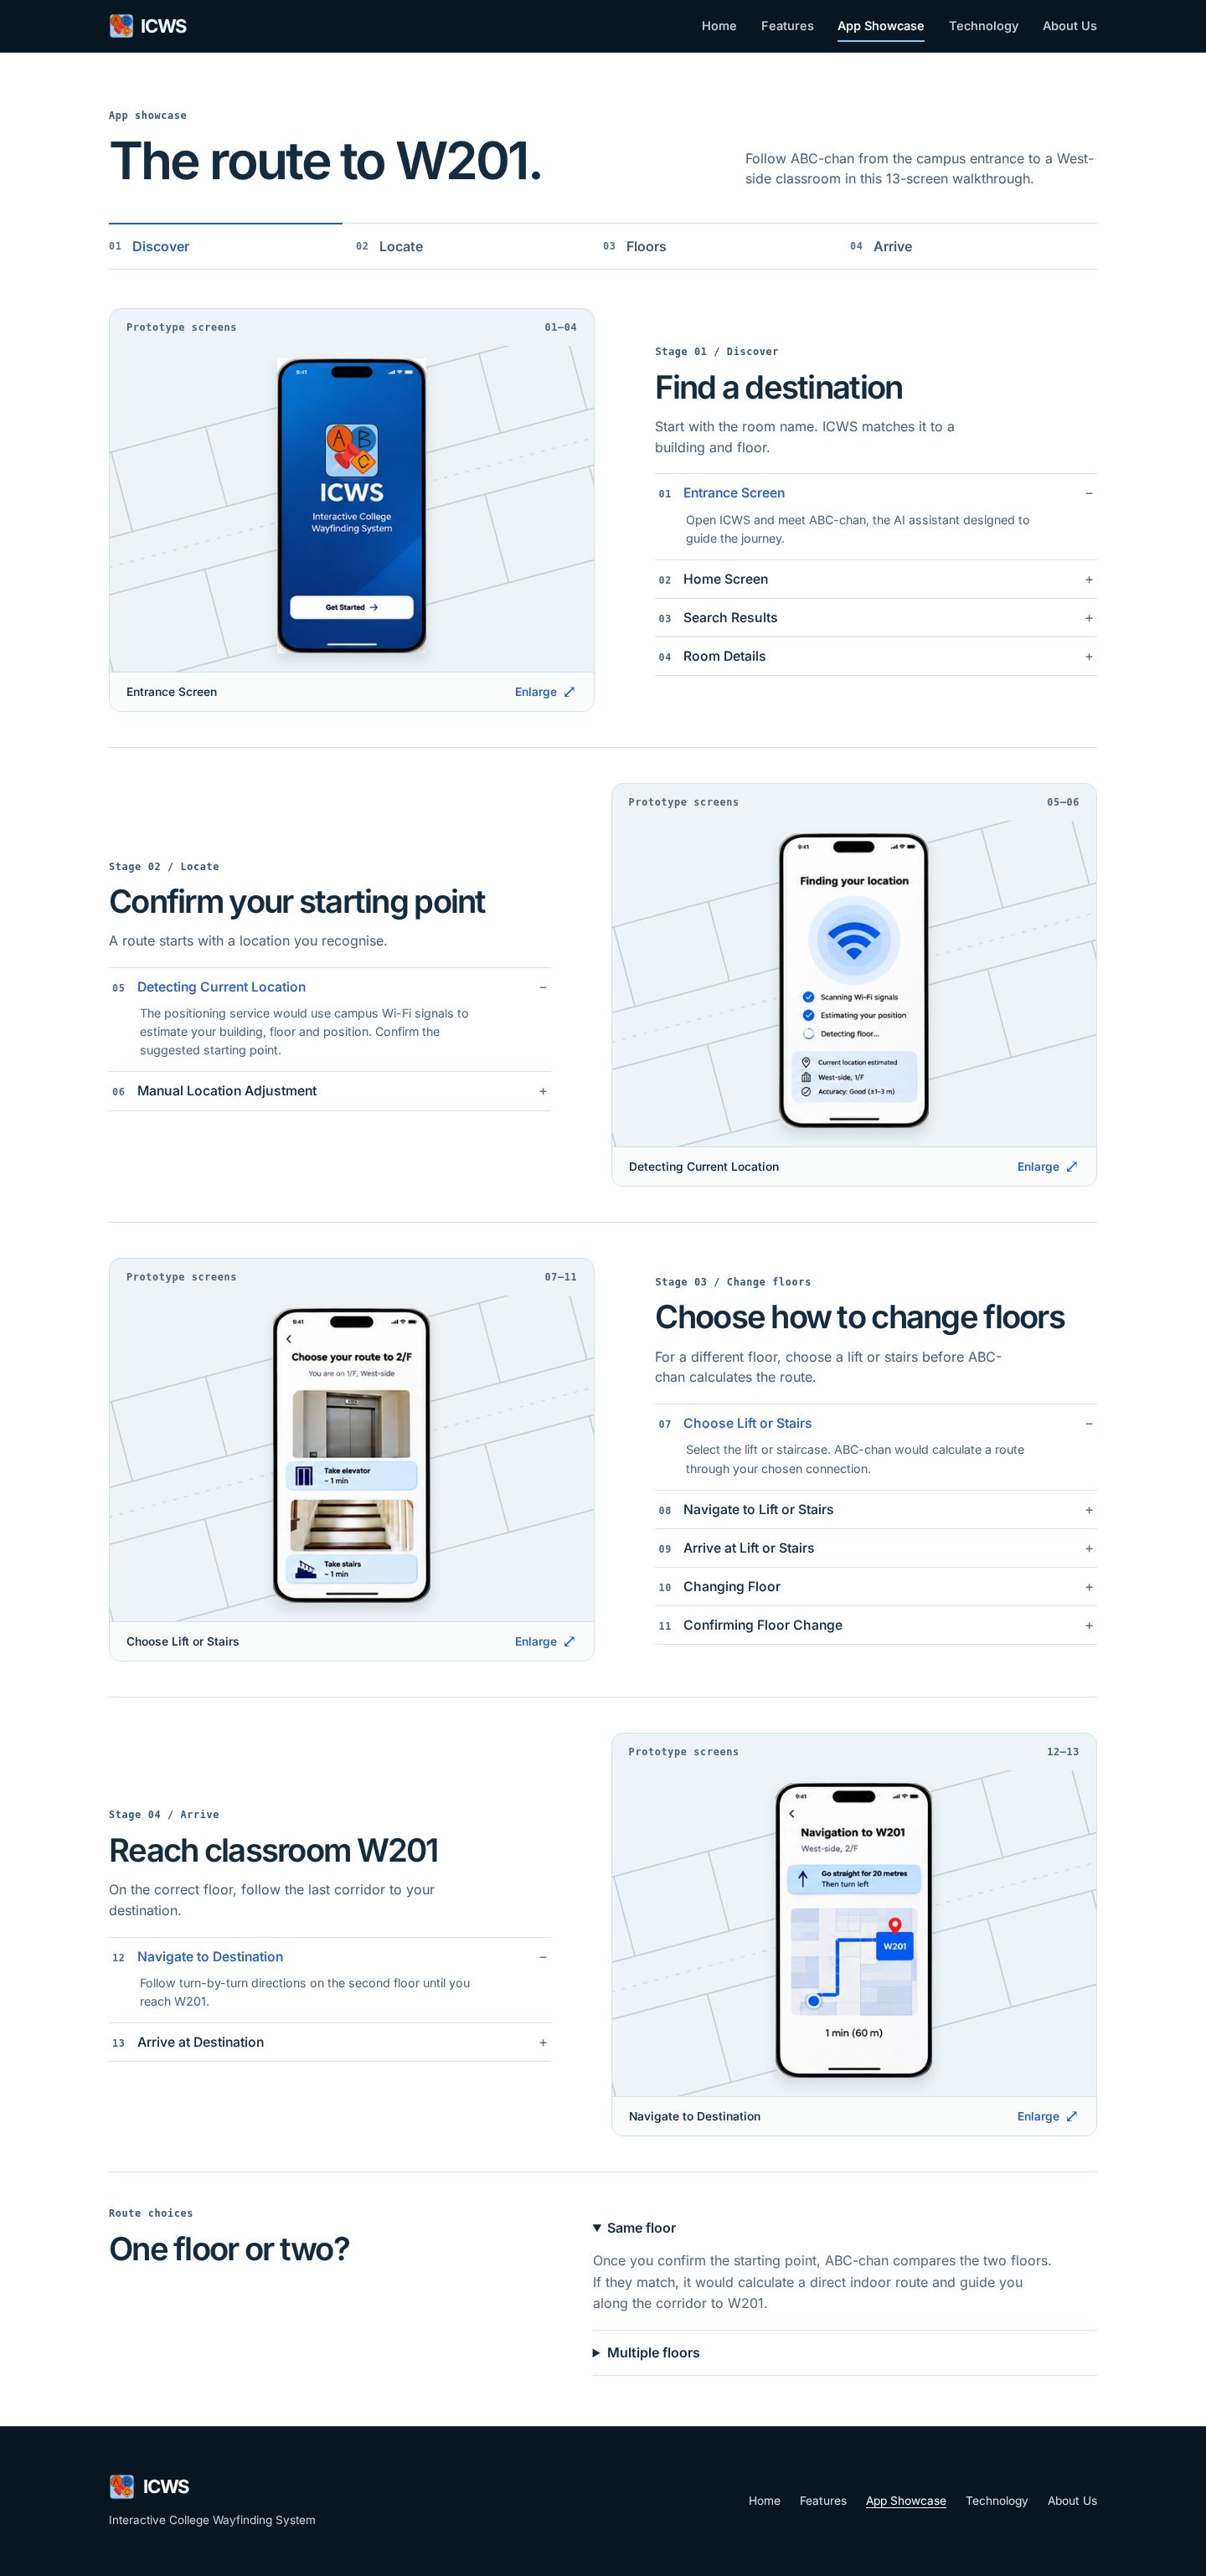 ICWS
Home
Features
App Showcase
Technology
About Us
App showcase
The route to W201.
Follow ABC-chan from the campus entrance to a West-
side classroom in this 13-screen walkthrough.
01 Discover
02 Locate
03 Floors
04 Arrive
Prototype screens 01–04
9:41
A B C
ICWS
Interactive College
Wayfinding System
Get Started →
Entrance Screen
Enlarge
Stage 01 / Discover
Find a destination
Start with the room name. ICWS matches it to a
building and floor.
01 Entrance Screen −
Open ICWS and meet ABC-chan, the AI assistant designed to
guide the journey.
02 Home Screen +
03 Search Results +
04 Room Details +
Stage 02 / Locate
Confirm your starting point
A route starts with a location you recognise.
05 Detecting Current Location −
The positioning service would use campus Wi-Fi signals to
estimate your building, floor and position. Confirm the
suggested starting point.
06 Manual Location Adjustment +
Prototype screens 05–06
9:41
Finding your location
Scanning Wi-Fi signals
Estimating your position
Detecting floor...
Current location estimated
West-side, 1/F
Accuracy: Good (±1–3 m)
Detecting Current Location
Enlarge
Prototype screens 07–11
9:41
Choose your route to 2/F
You are on 1/F, West-side
Take elevator
~ 1 min
Take stairs
~ 1 min
Choose Lift or Stairs
Enlarge
Stage 03 / Change floors
Choose how to change floors
For a different floor, choose a lift or stairs before ABC-
chan calculates the route.
07 Choose Lift or Stairs −
Select the lift or staircase. ABC-chan would calculate a route
through your chosen connection.
08 Navigate to Lift or Stairs +
09 Arrive at Lift or Stairs +
10 Changing Floor +
11 Confirming Floor Change +
Stage 04 / Arrive
Reach classroom W201
On the correct floor, follow the last corridor to your
destination.
12 Navigate to Destination −
Follow turn-by-turn directions on the second floor until you
reach W201.
13 Arrive at Destination +
Prototype screens 12–13
9:41
Navigation to W201
West-side, 2/F
Go straight for 20 metres
Then turn left
W201
1 min (60 m)
Navigate to Destination
Enlarge
Route choices
One floor or two?
Same floor
Once you confirm the starting point, ABC-chan compares the two floors.
If they match, it would calculate a direct indoor route and guide you
along the corridor to W201.
Multiple floors
ICWS
Interactive College Wayfinding System
Home
Features
App Showcase
Technology
About Us